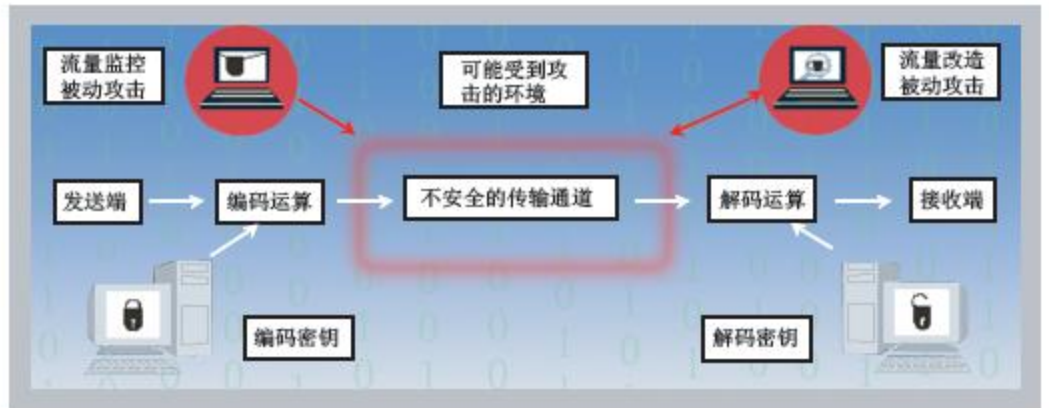 流量监控
被动攻击
可能受到攻
击的环境
流量改造
被动攻击
发送端
编码运算
不安全的传输通道
解码运算
接收端
编码密钥
解码密钥